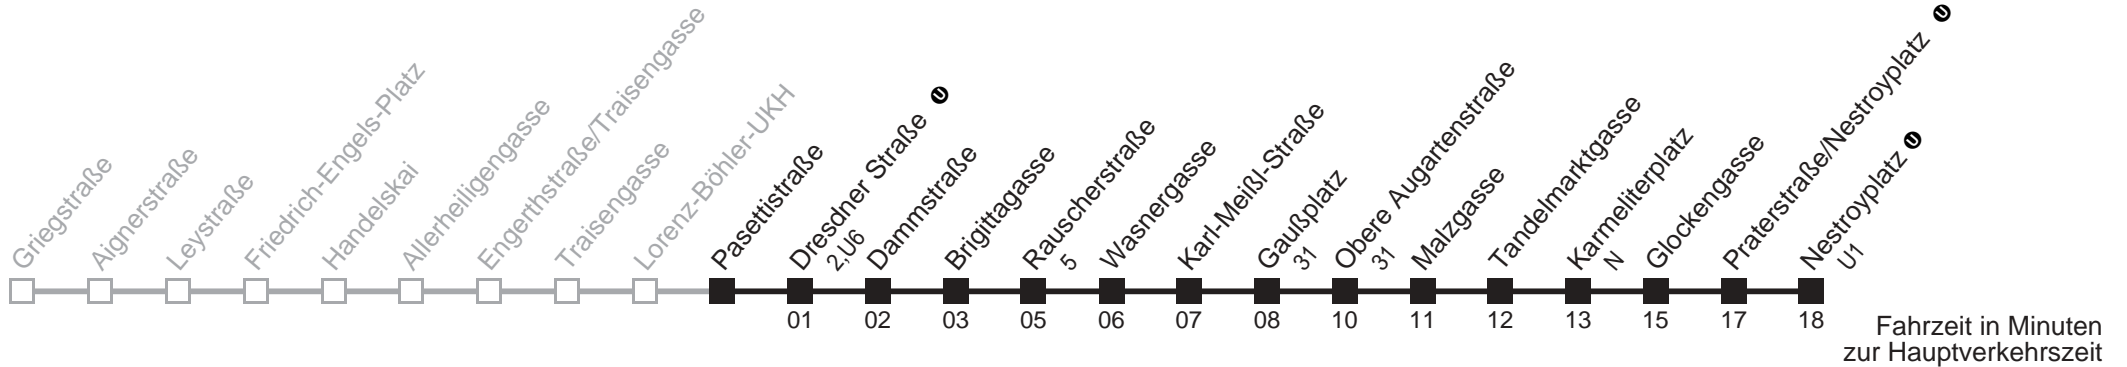 Griegstraße
Aignerstraße
Leystraße
Friedrich-Engels-Platz
Handelskai
Allerheiligengasse
Engerthstraße/Traisengasse
Traisengasse
Lorenz-Böhler-UKH
Pasettistraße
Dresdner Straße U
2,U6
Dammstraße
Brigittagasse
Rauscherstraße
5
Wasnergasse
Karl-Meißl-Straße
Gaußplatz
31
Obere Augartenstraße
31
Malzgasse
Tandelmarktgasse
Karmeliterplatz
N
Glockengasse
Praterstraße/Nestroyplatz U
Nestroyplatz U
U1
01 02 03 05 06 07 08 10 11 12 13 15 17 18
Fahrzeit in Minuten
zur Hauptverkehrszeit